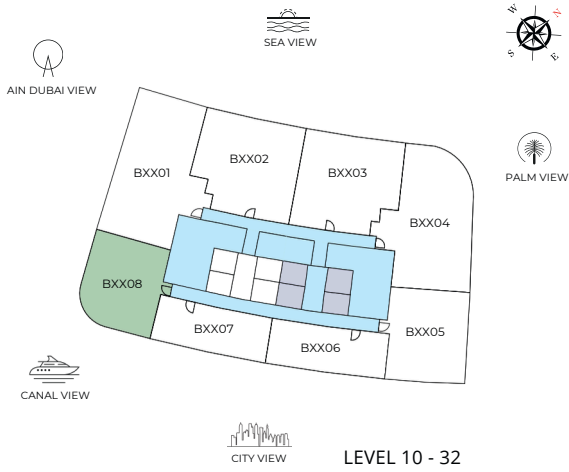 SEA VIEW
W
N
S
E
AIN DUBAI VIEW
PALM VIEW
BXX01
BXX02
BXX03
BXX04
BXX08
BXX07
BXX06
BXX05
CANAL VIEW
CITY VIEW
LEVEL 10 - 32